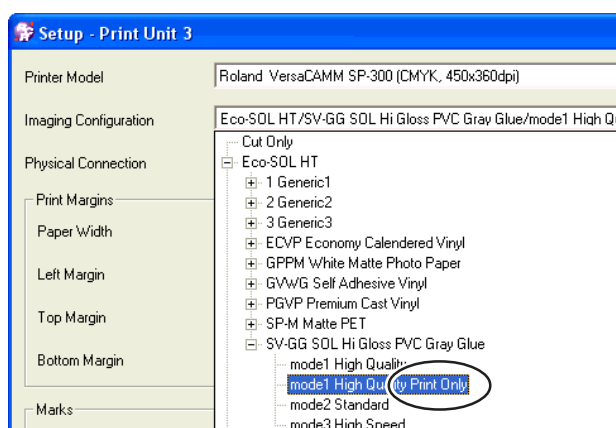 Setup - Print Unit 3
Printer Model
Roland VersaCAMM SP-300 (CMYK, 450x360dpi)
Imaging Configuration
Eco-SOL HT/SV-GG SOL Hi Gloss PVC Gray Glue/mode1 High Qu
Physical Connection
Cut Only
Eco-SOL HT
1 Generic1
2 Generic2
3 Generic3
ECVP Economy Calendered Vinyl
GPPM White Matte Photo Paper
GVWG Self Adhesive Vinyl
PGVP Premium Cast Vinyl
SP-M Matte PET
SV-GG SOL Hi Gloss PVC Gray Glue
mode1 High Quality
mode1 High Quality Print Only
mode2 Standard
mode3 High Speed
Print Margins
Paper Width
Left Margin
Top Margin
Bottom Margin
Marks